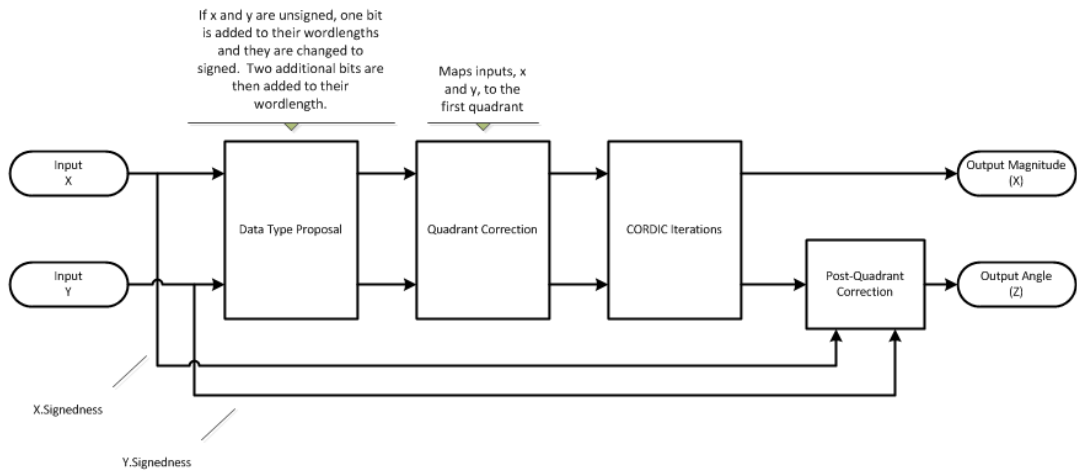 If x and y are unsigned, one bit
is added to their wordlengths
and they are changed to
signed. Two additional bits are
then added to their
wordlength.
Maps inputs, x
and y, to the
first quadrant
Input
X
Output Magnitude
(X)
Data Type Proposal
Quadrant Correction
CORDIC Iterations
Input
Y
Post-Quadrant
Correction
Output Angle
(Z)
X.Signedness
Y.Signedness